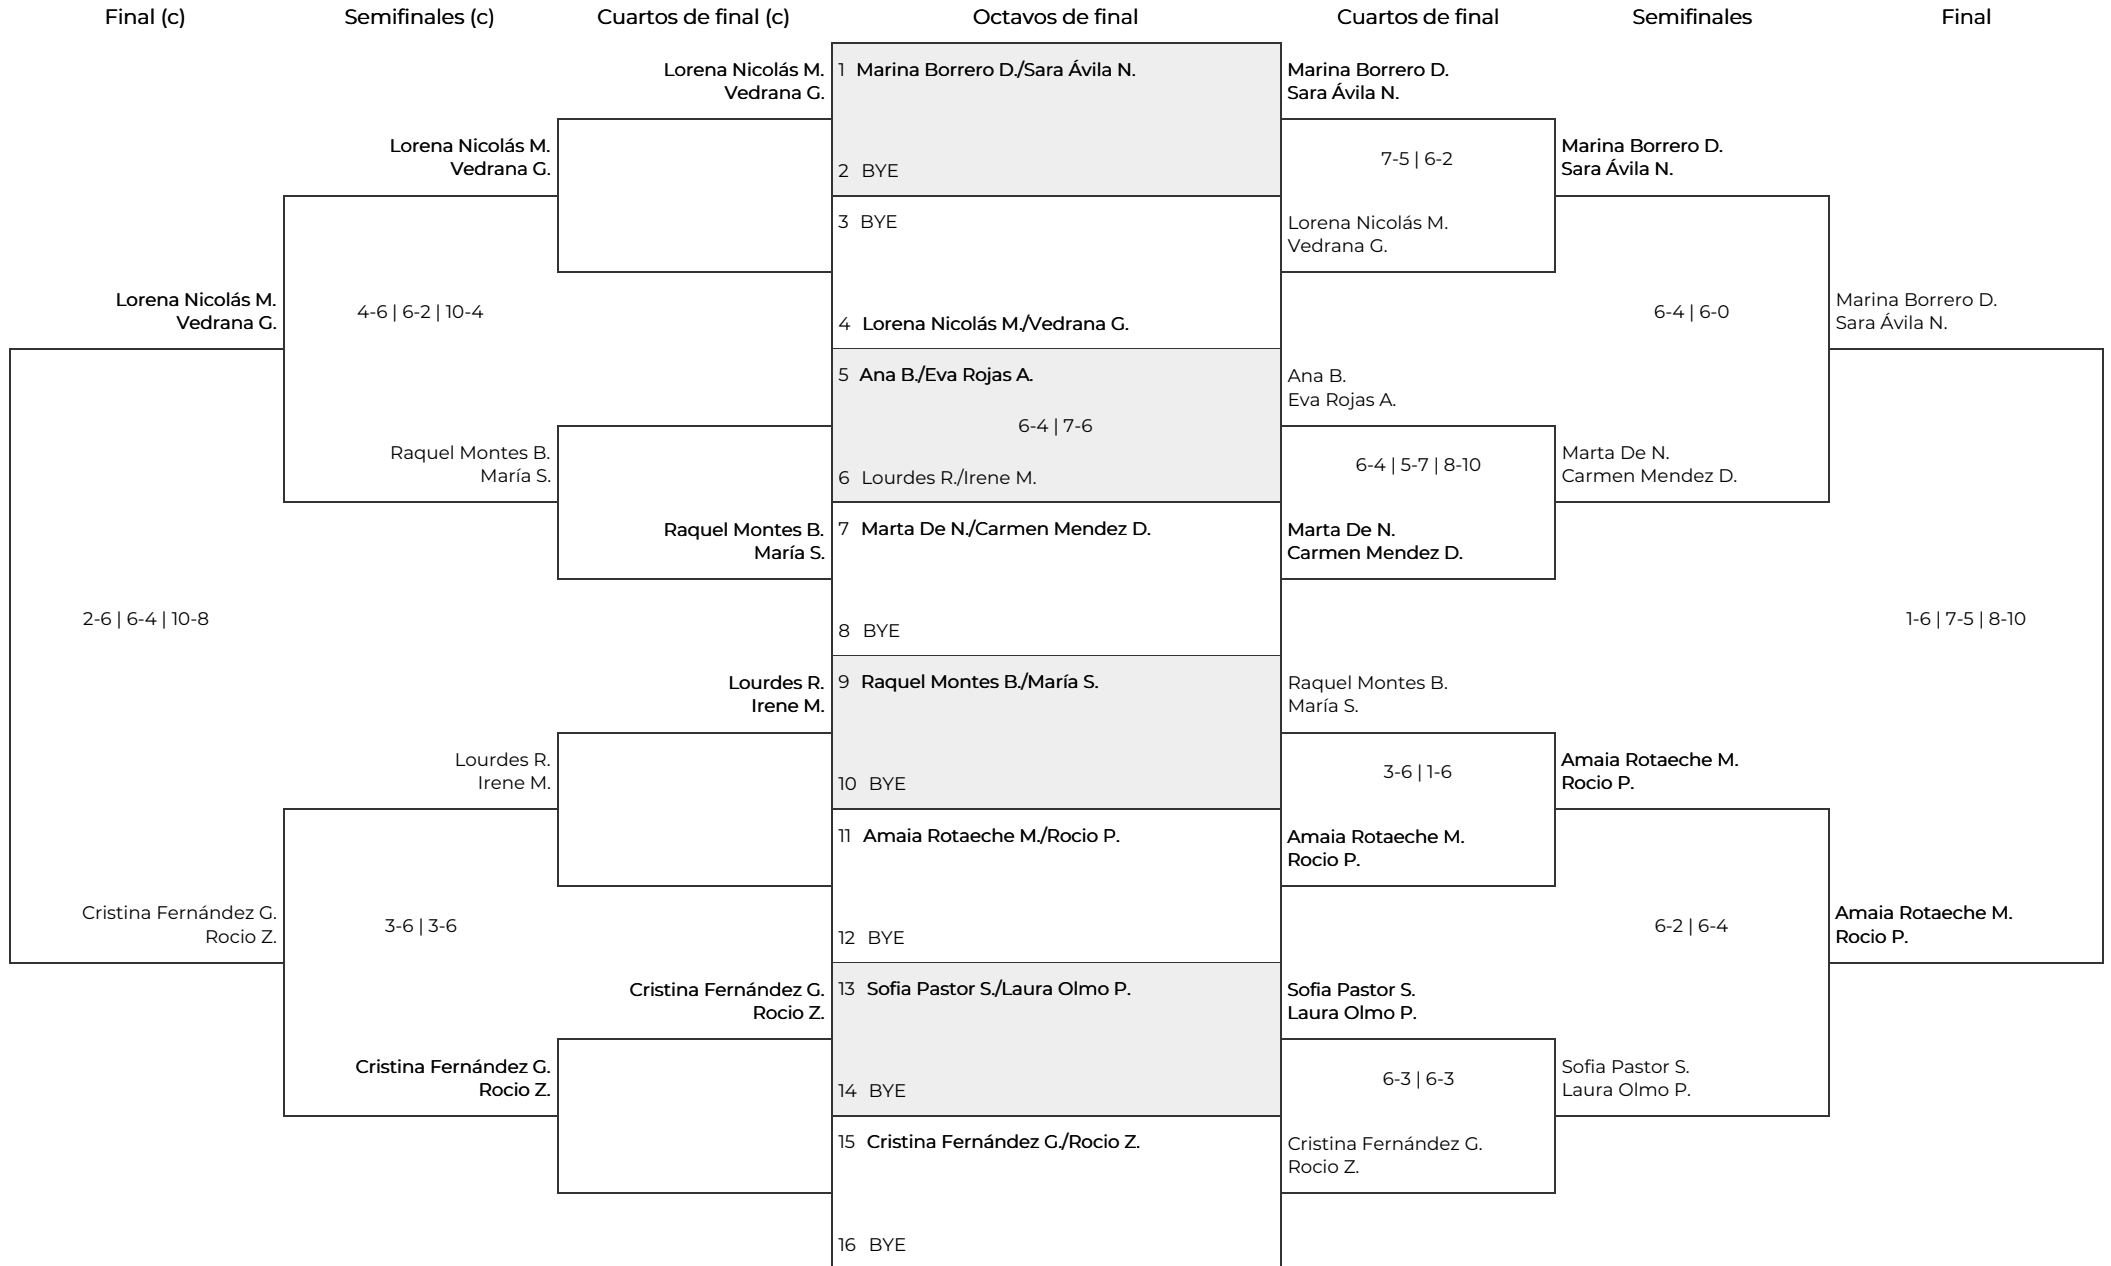 Final (c)
Semifinales (c)
Cuartos de final (c)
Octavos de final
Cuartos de final
Semifinales
Final
Lorena Nicolás M.
Vedrana G.
Cristina Fernández G.
Rocio Z.
2-6 | 6-4 | 10-8
Lorena Nicolás M.
Vedrana G.
4-6 | 6-2 | 10-4
Raquel Montes B.
María S.
Lourdes R.
Irene M.
3-6 | 3-6
Cristina Fernández G.
Rocio Z.
Lorena Nicolás M.
Vedrana G.
Raquel Montes B.
María S.
Lourdes R.
Irene M.
Cristina Fernández G.
Rocio Z.
1 Marina Borrero D./Sara Ávila N.
2 BYE
3 BYE
4 Lorena Nicolás M./Vedrana G.
5 Ana B./Eva Rojas A.
6-4 | 7-6
6 Lourdes R./Irene M.
7 Marta De N./Carmen Mendez D.
8 BYE
9 Raquel Montes B./María S.
10 BYE
11 Amaia Rotaeche M./Rocio P.
12 BYE
13 Sofia Pastor S./Laura Olmo P.
14 BYE
15 Cristina Fernández G./Rocio Z.
16 BYE
Marina Borrero D.
Sara Ávila N.
7-5 | 6-2
Lorena Nicolás M.
Vedrana G.
Ana B.
Eva Rojas A.
6-4 | 5-7 | 8-10
Marta De N.
Carmen Mendez D.
Raquel Montes B.
María S.
3-6 | 1-6
Amaia Rotaeche M.
Rocio P.
Sofia Pastor S.
Laura Olmo P.
6-3 | 6-3
Cristina Fernández G.
Rocio Z.
Marina Borrero D.
Sara Ávila N.
6-4 | 6-0
Marta De N.
Carmen Mendez D.
Amaia Rotaeche M.
Rocio P.
6-2 | 6-4
Sofia Pastor S.
Laura Olmo P.
Marina Borrero D.
Sara Ávila N.
1-6 | 7-5 | 8-10
Amaia Rotaeche M.
Rocio P.